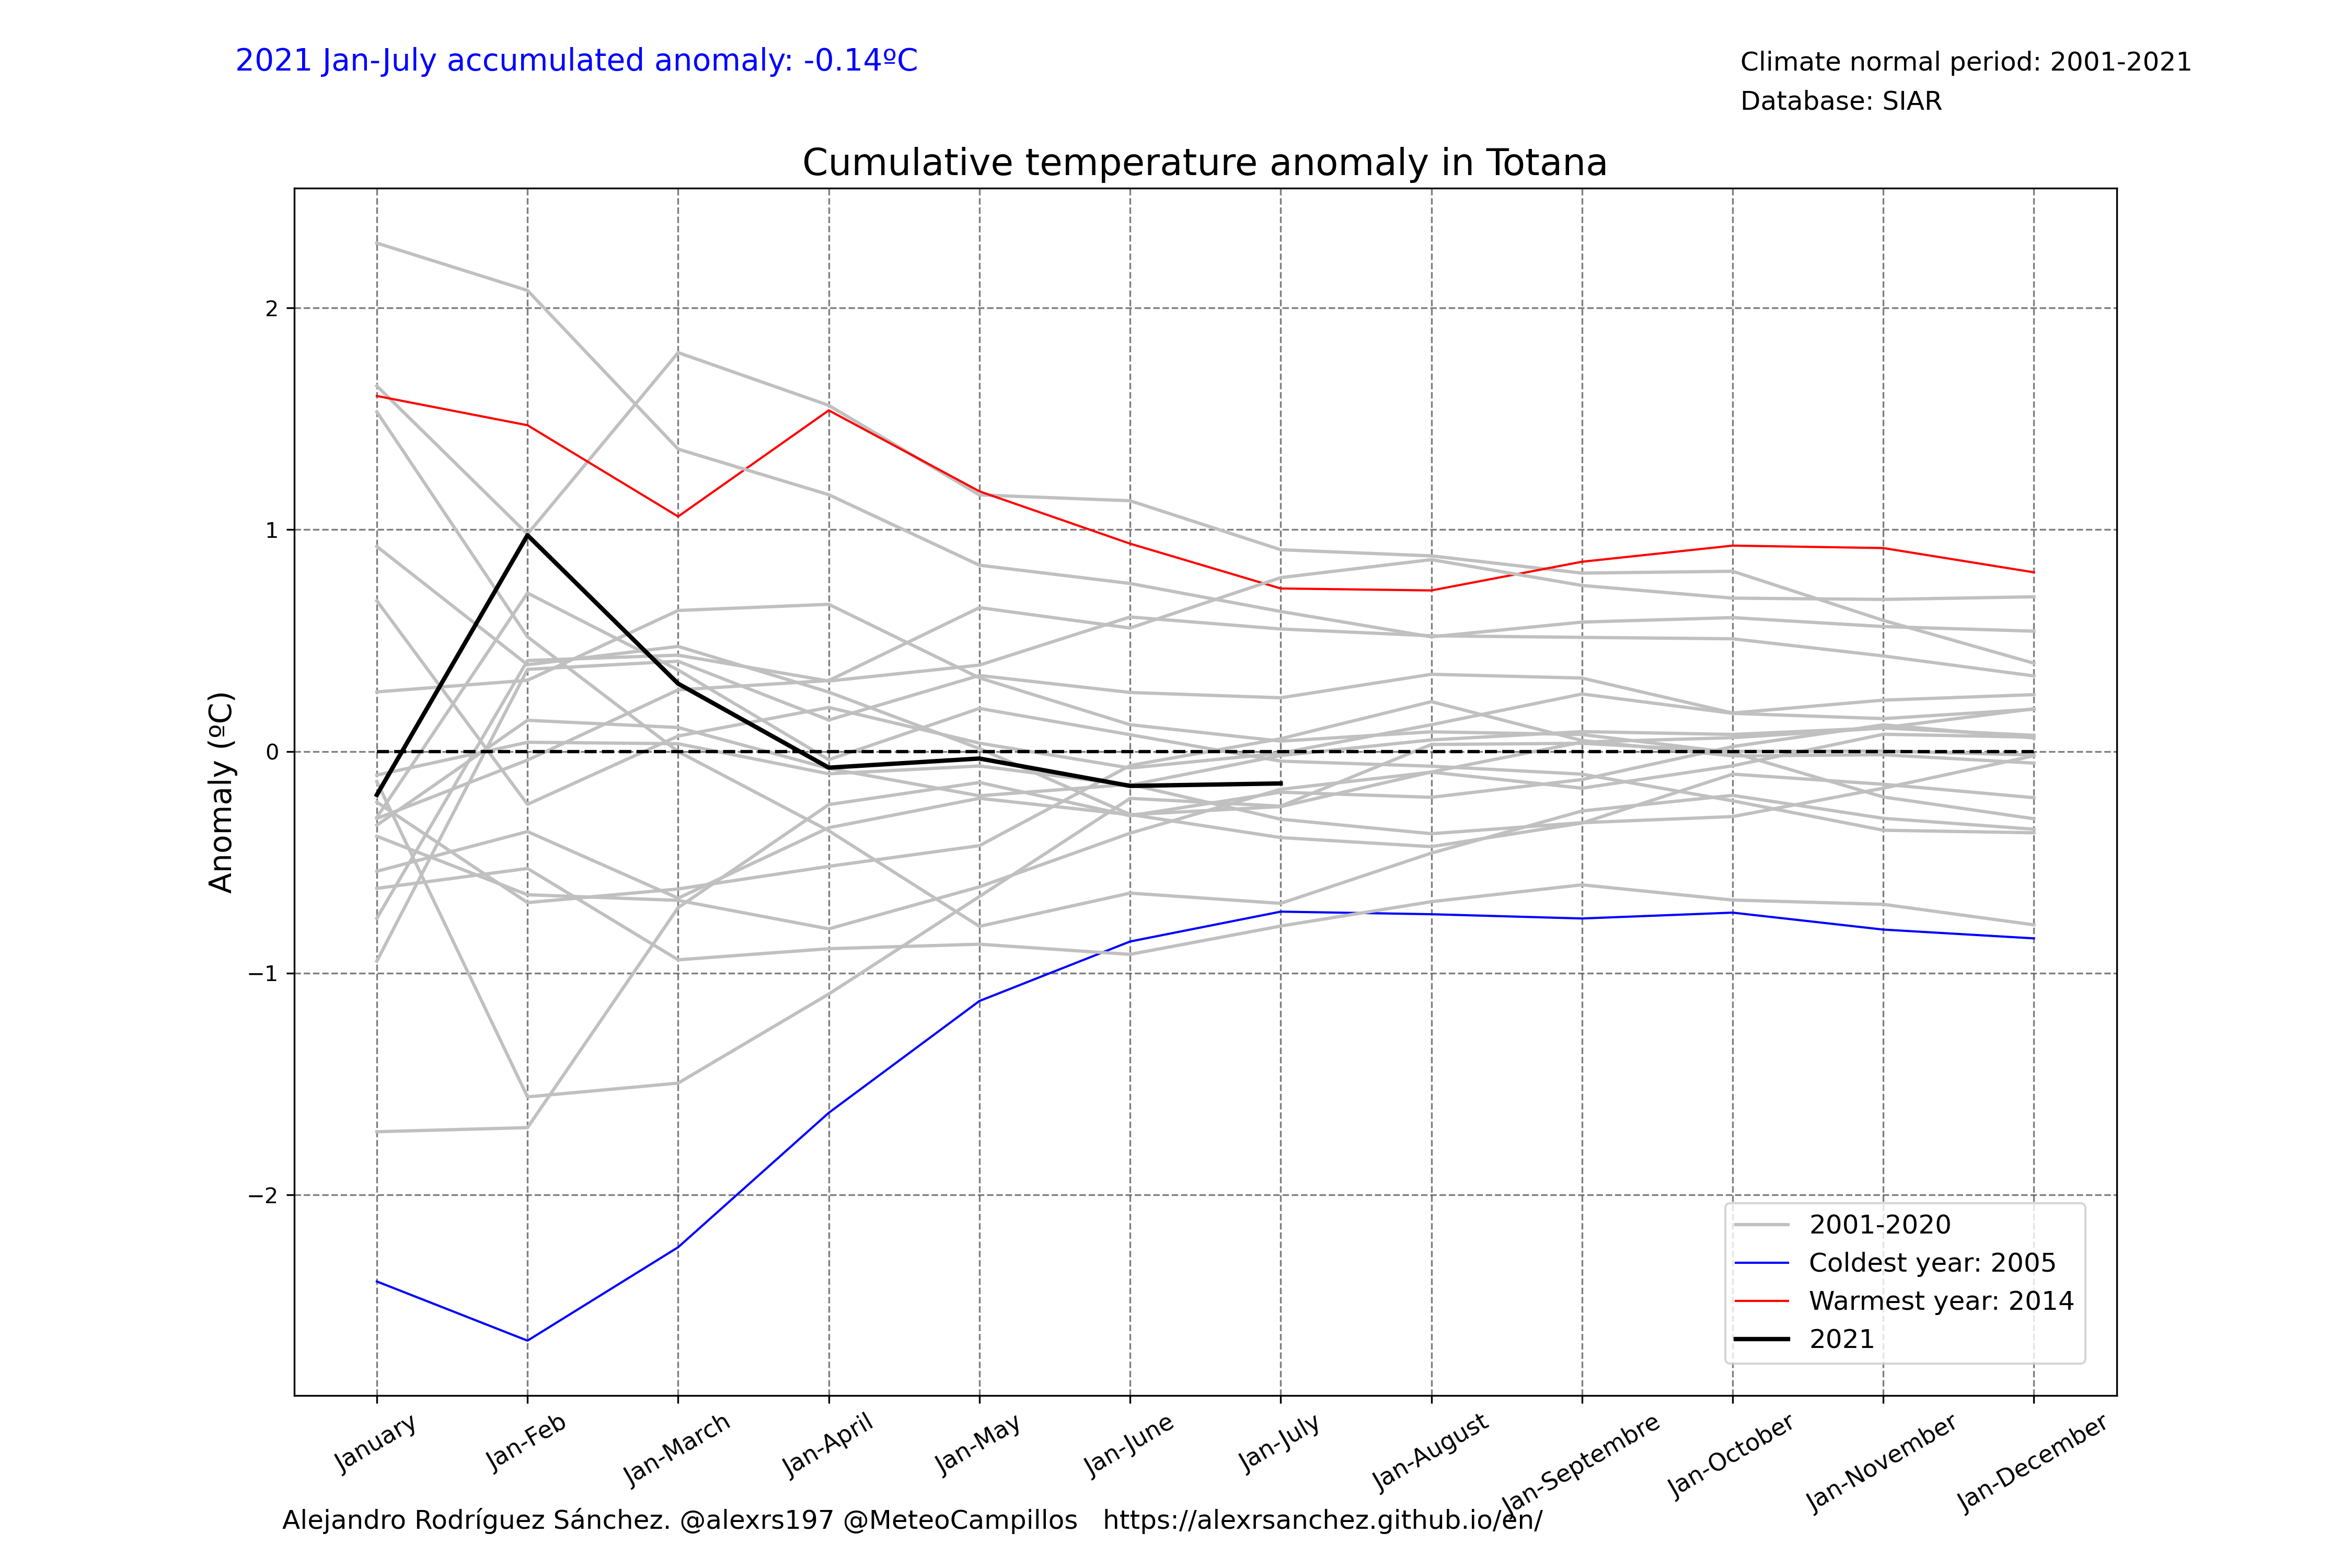 2021 Jan-July accumulated anomaly: -0.14ºC
Climate normal period: 2001-2021
Database: SIAR
Cumulative temperature anomaly in Totana
Anomaly (ºC)
2
1
0
−1
−2
2001-2020
Coldest year: 2005
Warmest year: 2014
2021
January
Jan-Feb
Jan-March
Jan-April
Jan-May
Jan-June
Jan-July
Jan-August
Jan-Septembre
Jan-October
Jan-November
Jan-December
Alejandro Rodríguez Sánchez. @alexrs197 @MeteoCampillos https://alexrsanchez.github.io/en/